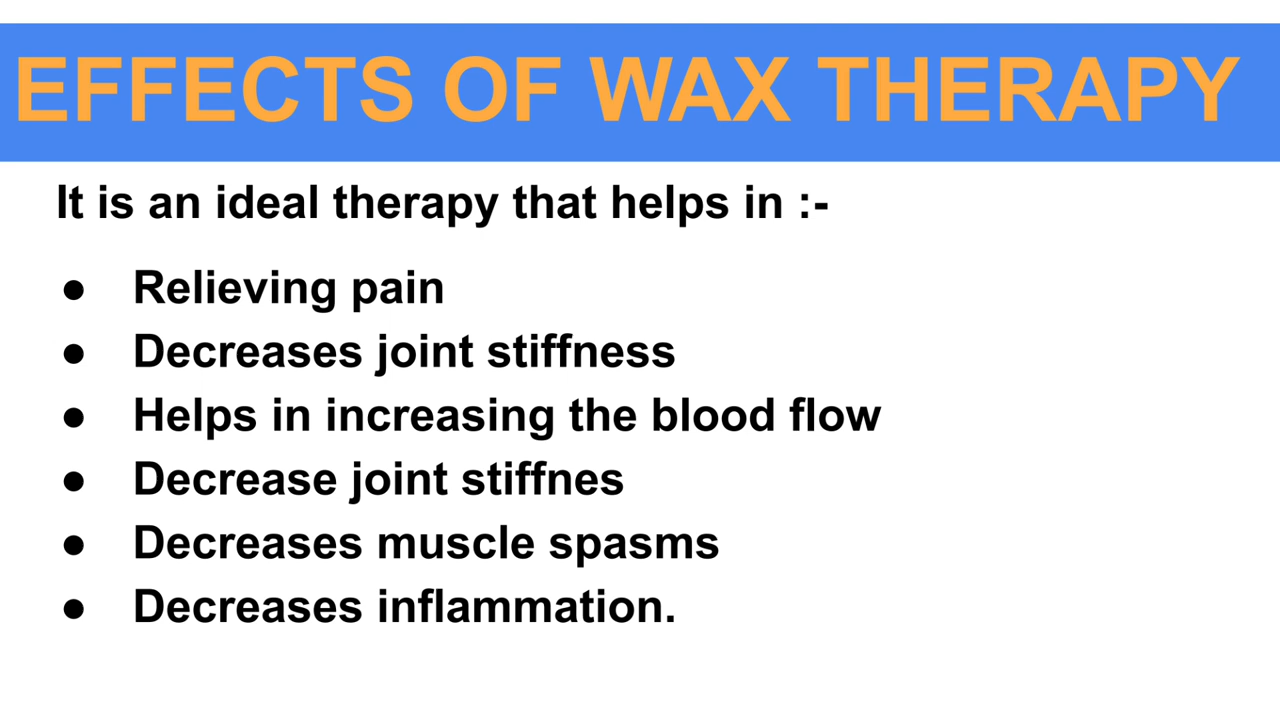 EFFECTS OF WAX THERAPY
It is an ideal therapy that helps in :-
● Relieving pain
● Decreases joint stiffness
● Helps in increasing the blood flow
● Decrease joint stiffnes
● Decreases muscle spasms
● Decreases inflammation.